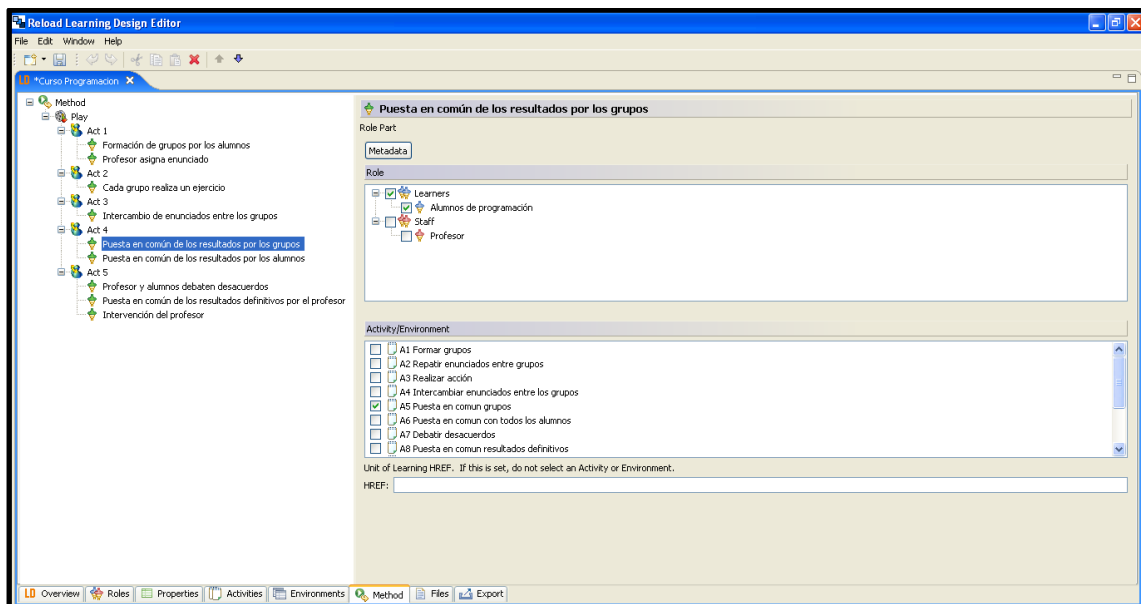 Reload Learning Design Editor
File Edit Window Help
LD *Curso Programacion
Method
Play
Act 1
Formación de grupos por los alumnos
Profesor asigna enunciado
Act 2
Cada grupo realiza un ejercicio
Act 3
Intercambio de enunciados entre los grupos
Act 4
Puesta en común de los resultados por los grupos
Puesta en común de los resultados por los alumnos
Act 5
Profesor y alumnos debaten desacuerdos
Puesta en común de los resultados definitivos por el profesor
Intervención del profesor
Puesta en común de los resultados por los grupos
Role Part
Metadata
Role
Learners
Alumnos de programación
Staff
Profesor
Activity/Environment
A1 Formar grupos
A2 Repatir enunciados entre grupos
A3 Realizar acción
A4 Intercambiar enunciados entre los grupos
A5 Puesta en comun grupos
A6 Puesta en comun con todos los alumnos
A7 Debatir desacuerdos
A8 Puesta en comun resultados definitivos
Unit of Learning HREF. If this is set, do not select an Activity or Environment.
HREF:
LD Overview Roles Properties Activities Environments Method Files Export